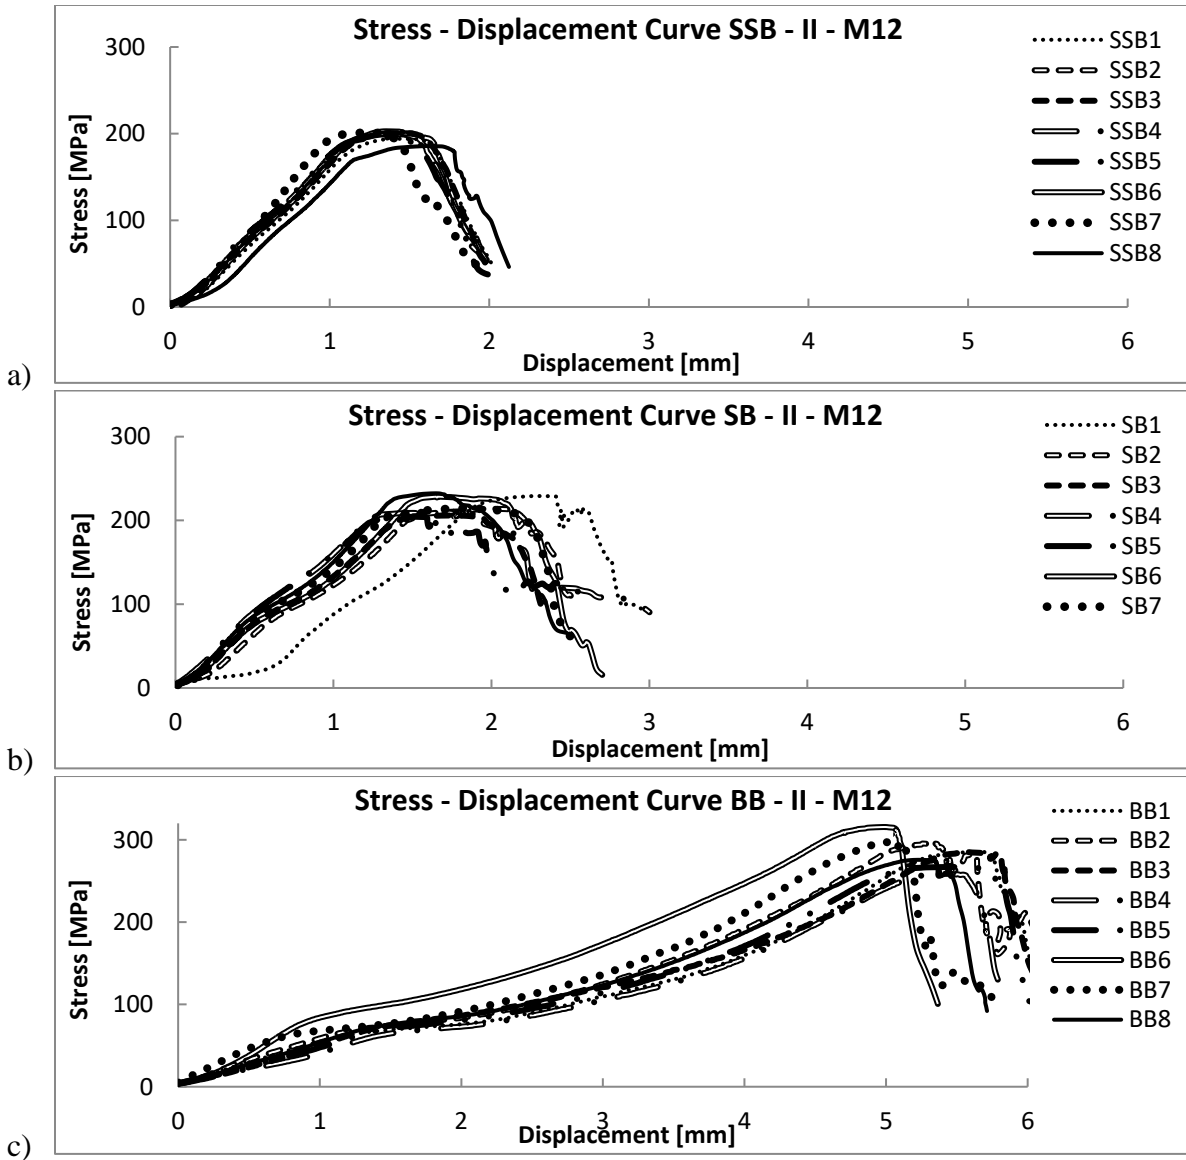 Stress - Displacement Curve SSB - II - M12
300
200
100
0
Stress [MPa]
0 1 2 3 4 5 6
Displacement [mm]
SSB1
SSB2
SSB3
SSB4
SSB5
SSB6
SSB7
SSB8
a)
Stress - Displacement Curve SB - II - M12
300
200
100
0
Stress [MPa]
0 1 2 3 4 5 6
Displacement [mm]
SB1
SB2
SB3
SB4
SB5
SB6
SB7
b)
Stress - Displacement Curve BB - II - M12
300
200
100
0
Stress [MPa]
0 1 2 3 4 5 6
Displacement [mm]
BB1
BB2
BB3
BB4
BB5
BB6
BB7
BB8
c)